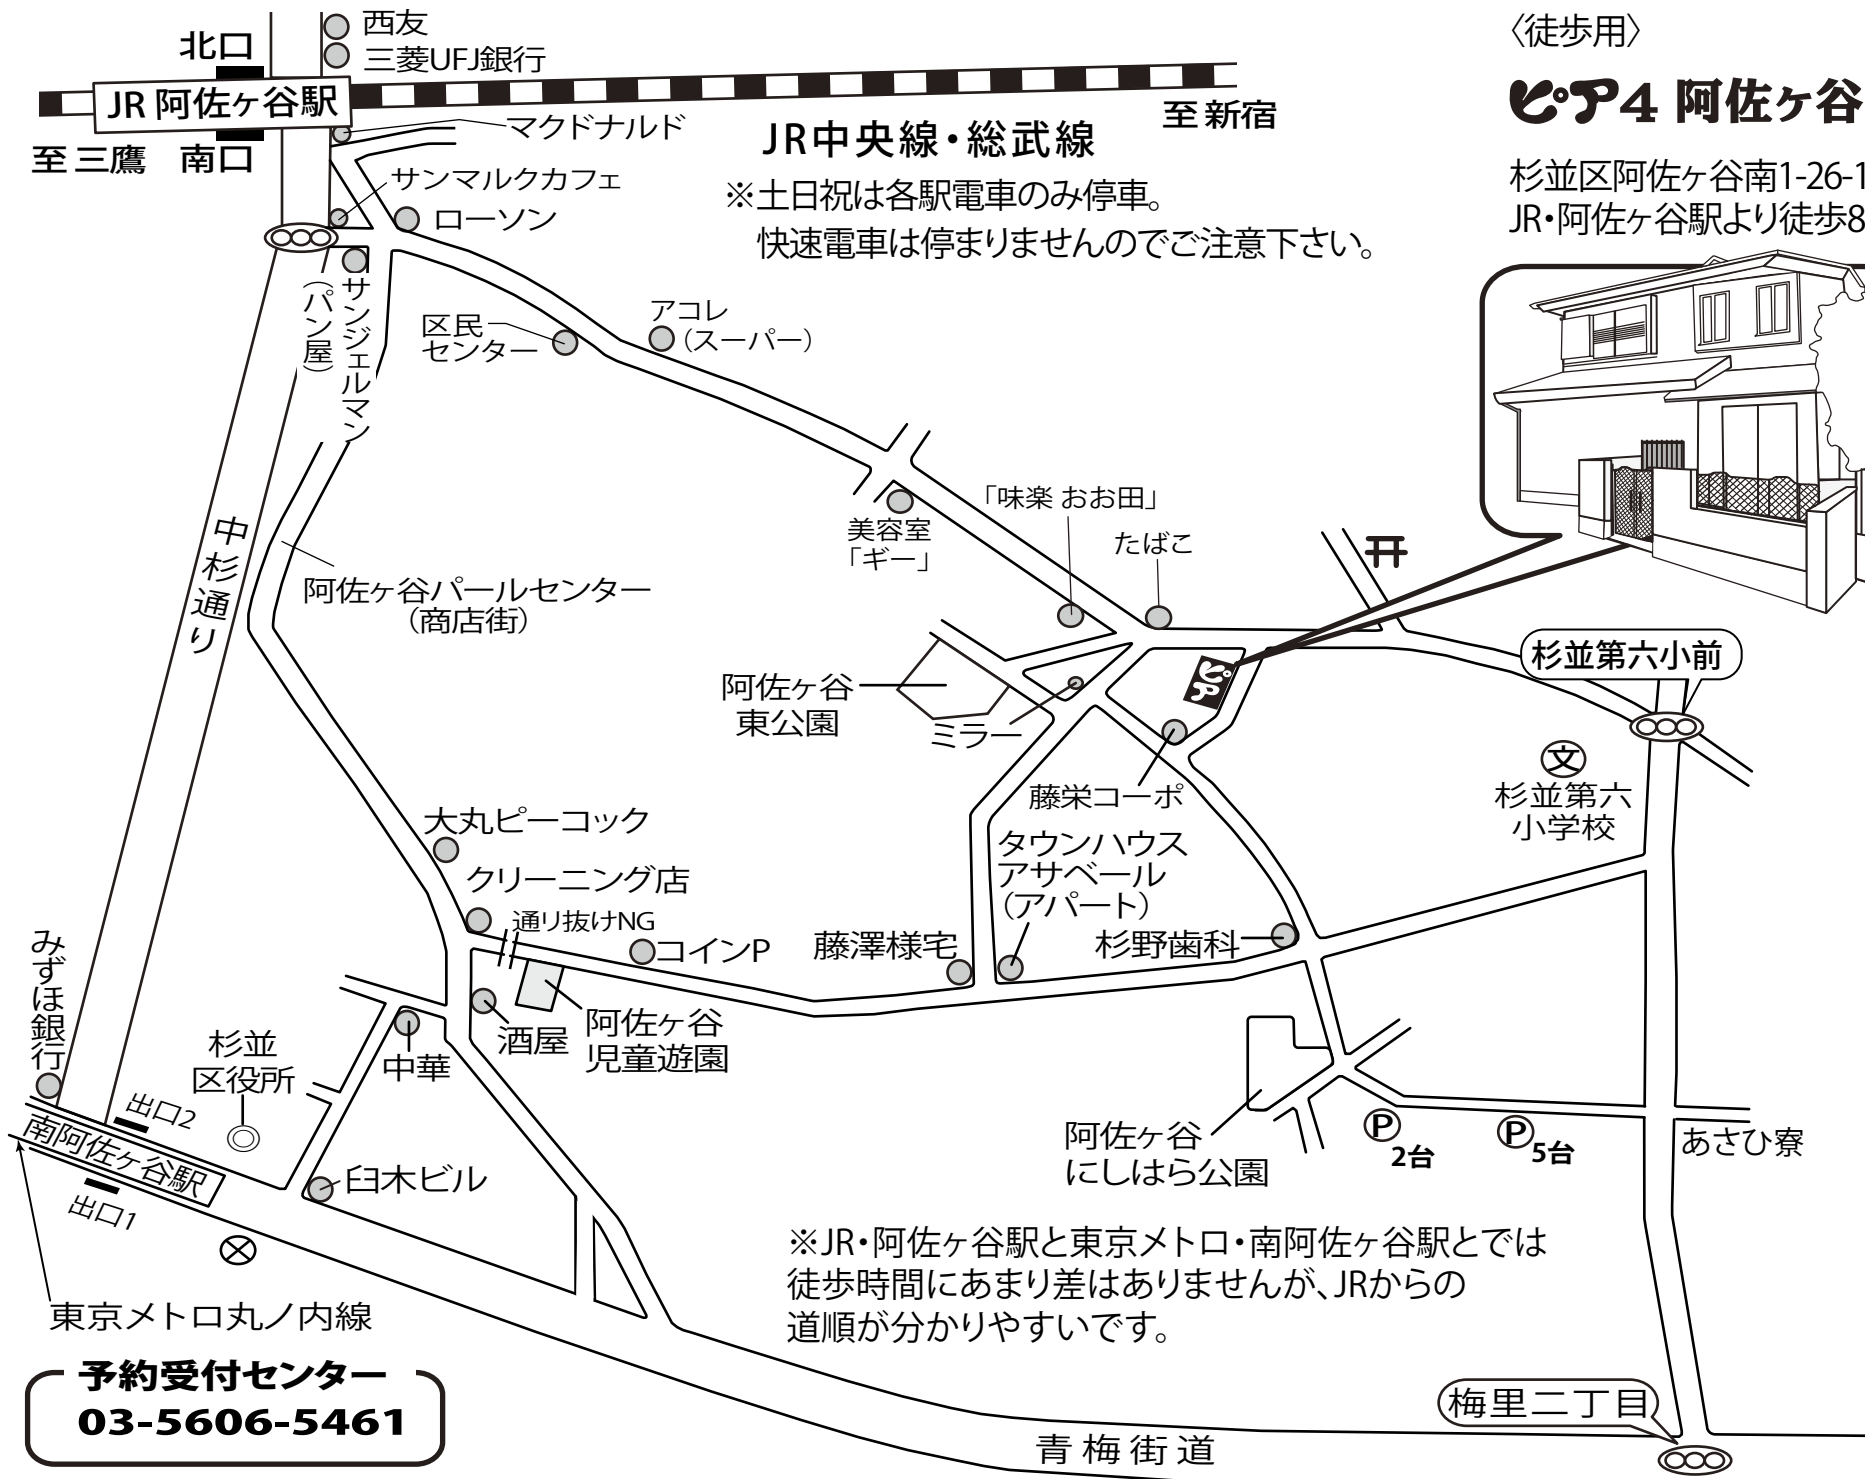 西友
三菱UFJ銀行
北口
JR 阿佐ヶ谷駅
至 三鷹
南口
マクドナルド
サンマルクカフェ
ローソン
サンジェルマン
（パン屋）
JR中央線・総武線
至 新宿
※土日祝は各駅電車のみ停車。
快速電車は停まりませんのでご注意下さい。
〈徒歩用〉
ピア4 阿佐ヶ谷
杉並区阿佐ヶ谷南1-26-1
JR・阿佐ヶ谷駅より徒歩8
区民
センター
アコレ
（スーパー）
中杉通り
阿佐ヶ谷パールセンター
（商店街）
美容室
「ギー」
「味楽 おお田」
たばこ
ピア
杉並第六小前
阿佐ヶ谷
東公園
ミラー
藤栄コーポ
文
杉並第六
小学校
大丸ピーコック
クリーニング店
通り抜けNG
コインP
藤澤様宅
タウンハウス
アサベール
（アパート）
杉野歯科
みずほ銀行
杉並
区役所
中華
酒屋
阿佐ヶ谷
児童遊園
出口2
南阿佐ヶ谷駅
出口1
臼木ビル
阿佐ヶ谷
にしはら公園
P
2台
P
5台
あさひ寮
東京メトロ丸ノ内線
※JR・阿佐ヶ谷駅と東京メトロ・南阿佐ヶ谷駅とでは
徒歩時間にあまり差はありませんが、JRからの
道順が分かりやすいです。
予約受付センター
03-5606-5461
梅里二丁目
青梅街道